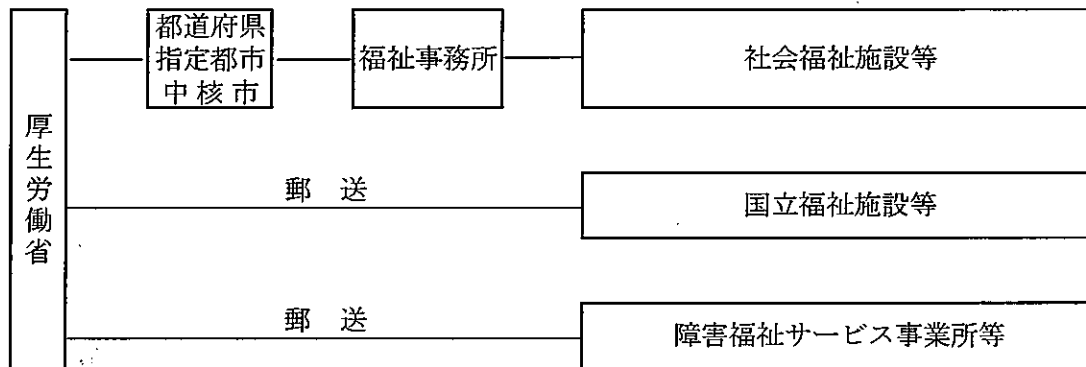 厚生労働省
都道府県
指定都市
中核市
福祉事務所
社会福祉施設等
郵送
国立福祉施設等
郵送
障害福祉サービス事業所等